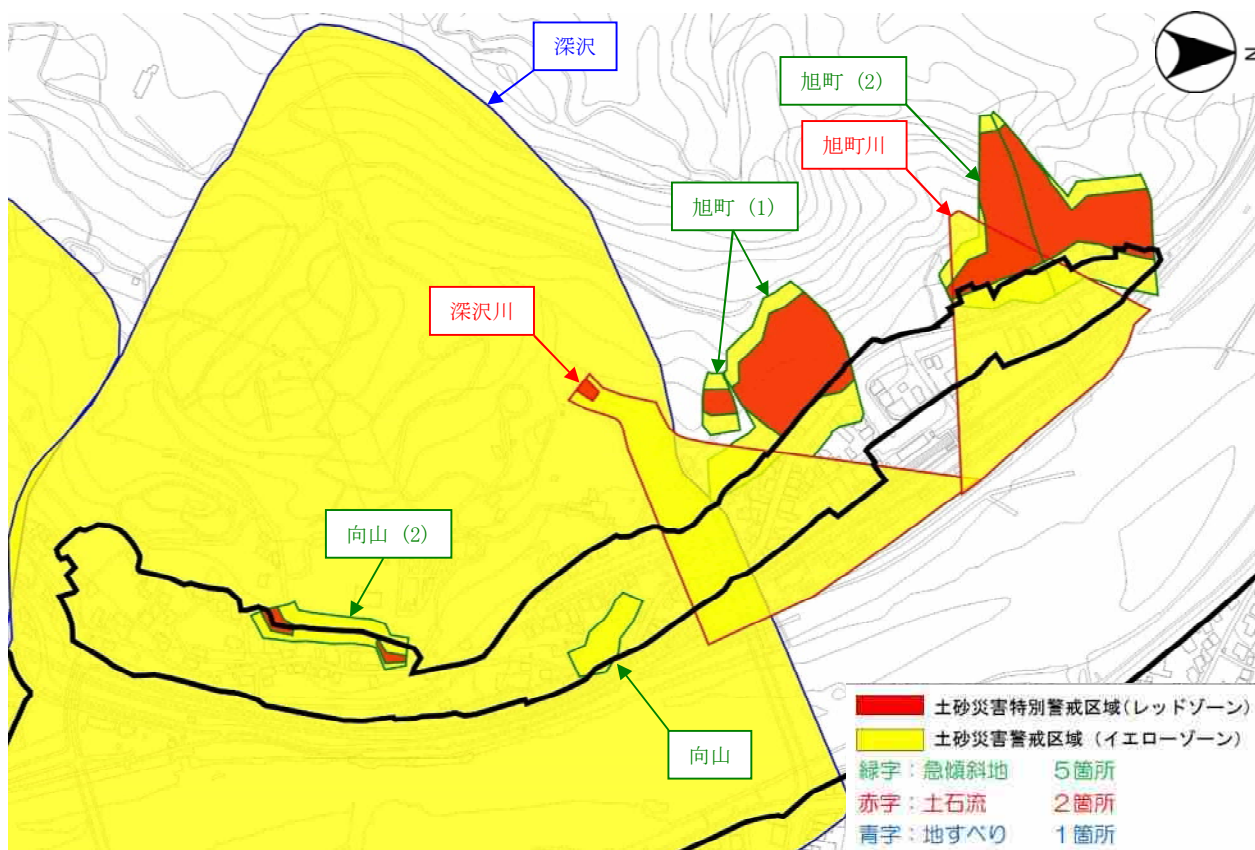 深沢
N
旭町 (2)
旭町川
旭町 (1)
深沢川
向山 (2)
向山
土砂災害特別警戒区域(レッドゾーン)
土砂災害警戒区域 (イエローゾーン)
緑字:急傾斜地 5箇所
赤字:土石流 2箇所
青字:地すべり 1箇所